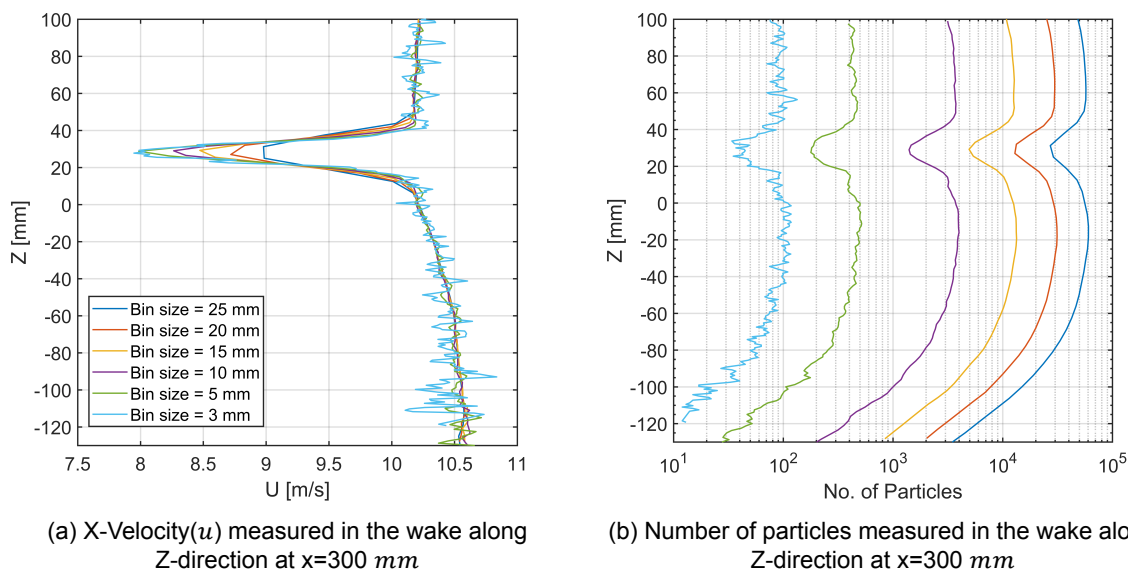 100
80
60
40
20
0
-20
-40
-60
-80
-100
-120
Z [mm]
7.5 8 8.5 9 9.5 10 10.5 11
U [m/s]
Bin size = 25 mm
Bin size = 20 mm
Bin size = 15 mm
Bin size = 10 mm
Bin size = 5 mm
Bin size = 3 mm
(a) X-Velocity(u) measured in the wake along
Z-direction at x=300 mm
100
80
60
40
20
0
-20
-40
-60
-80
-100
-120
Z [mm]
10^1 10^2 10^3 10^4 10^5
No. of Particles
(b) Number of particles measured in the wake alo
Z-direction at x=300 mm